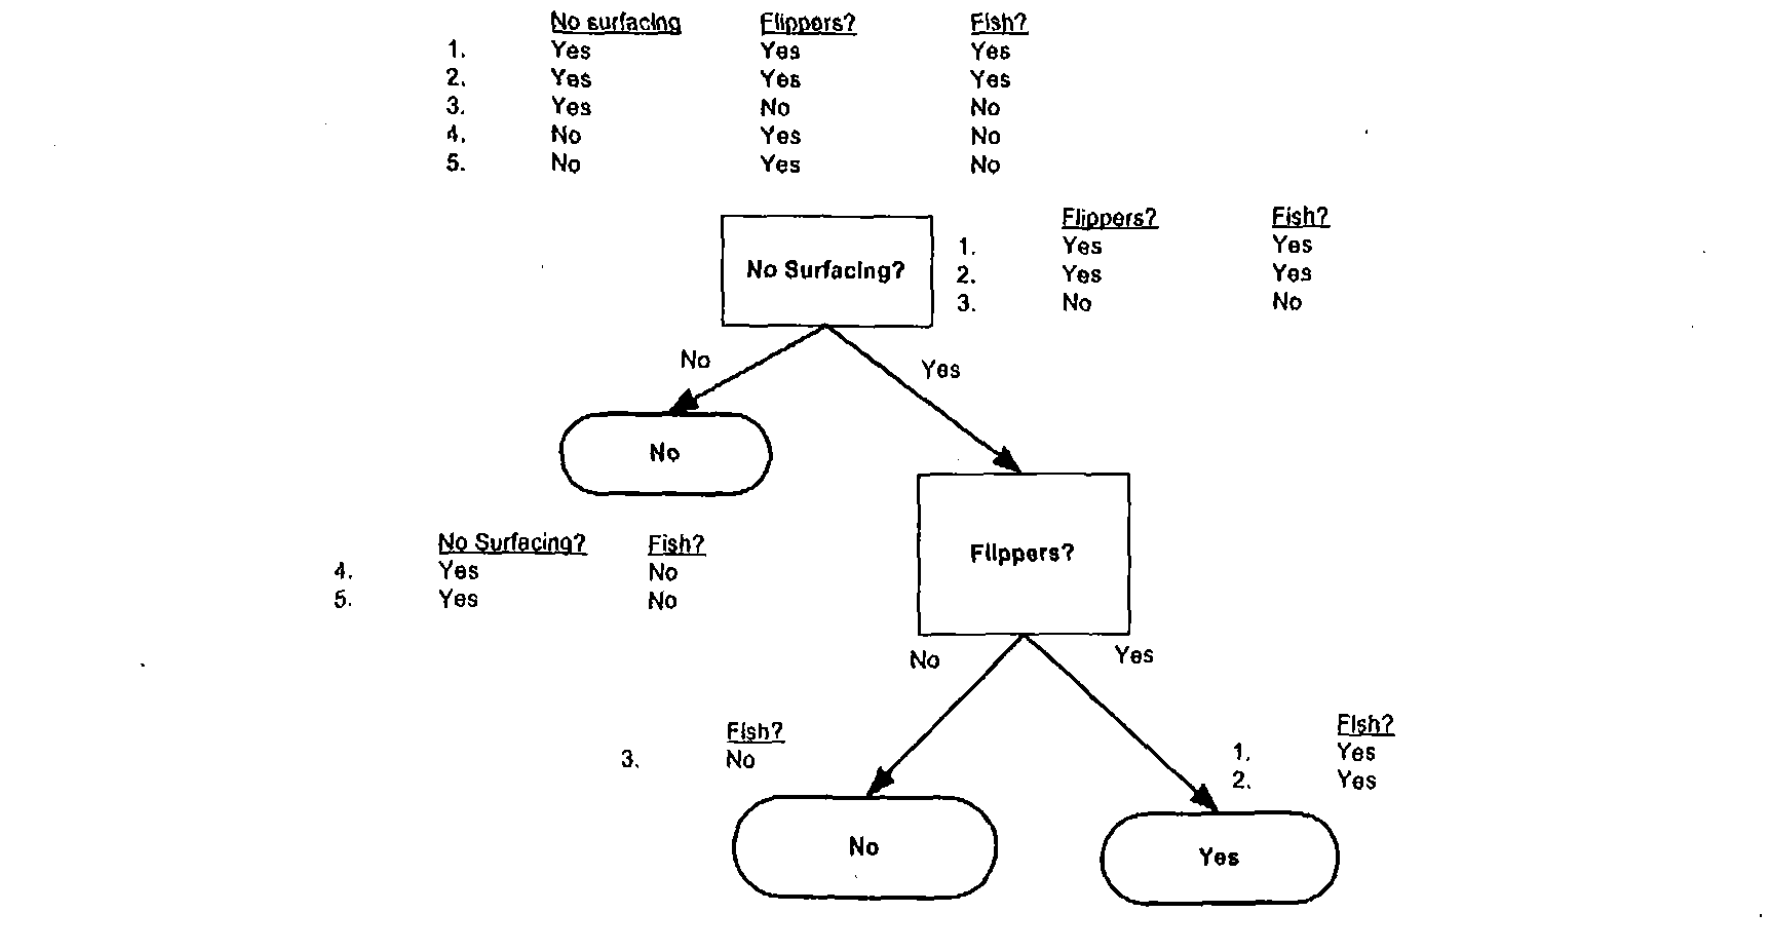 No surfacing Flippers? Fish?
1. Yes Yes Yes
2. Yes Yes Yes
3. Yes No No
4. No Yes No
5. No Yes No
Flippers? Fish?
1. Yes Yes
2. Yes Yes
3. No No
No Surfacing?
No Yes
No
No Surfacing? Fish?
4. Yes No
5. Yes No
Flippers?
No Yes
Fish?
3. No
Fish?
1. Yes
2. Yes
No
Yes